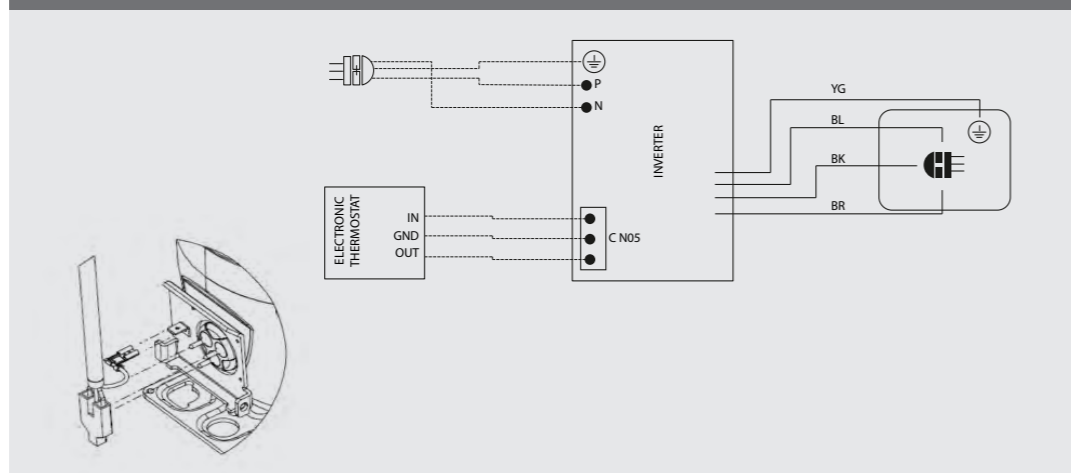 P
N
INVERTER
YG
BL
BK
BR
ELECTRONIC
THERMOSTAT
IN
GND
OUT
C N05